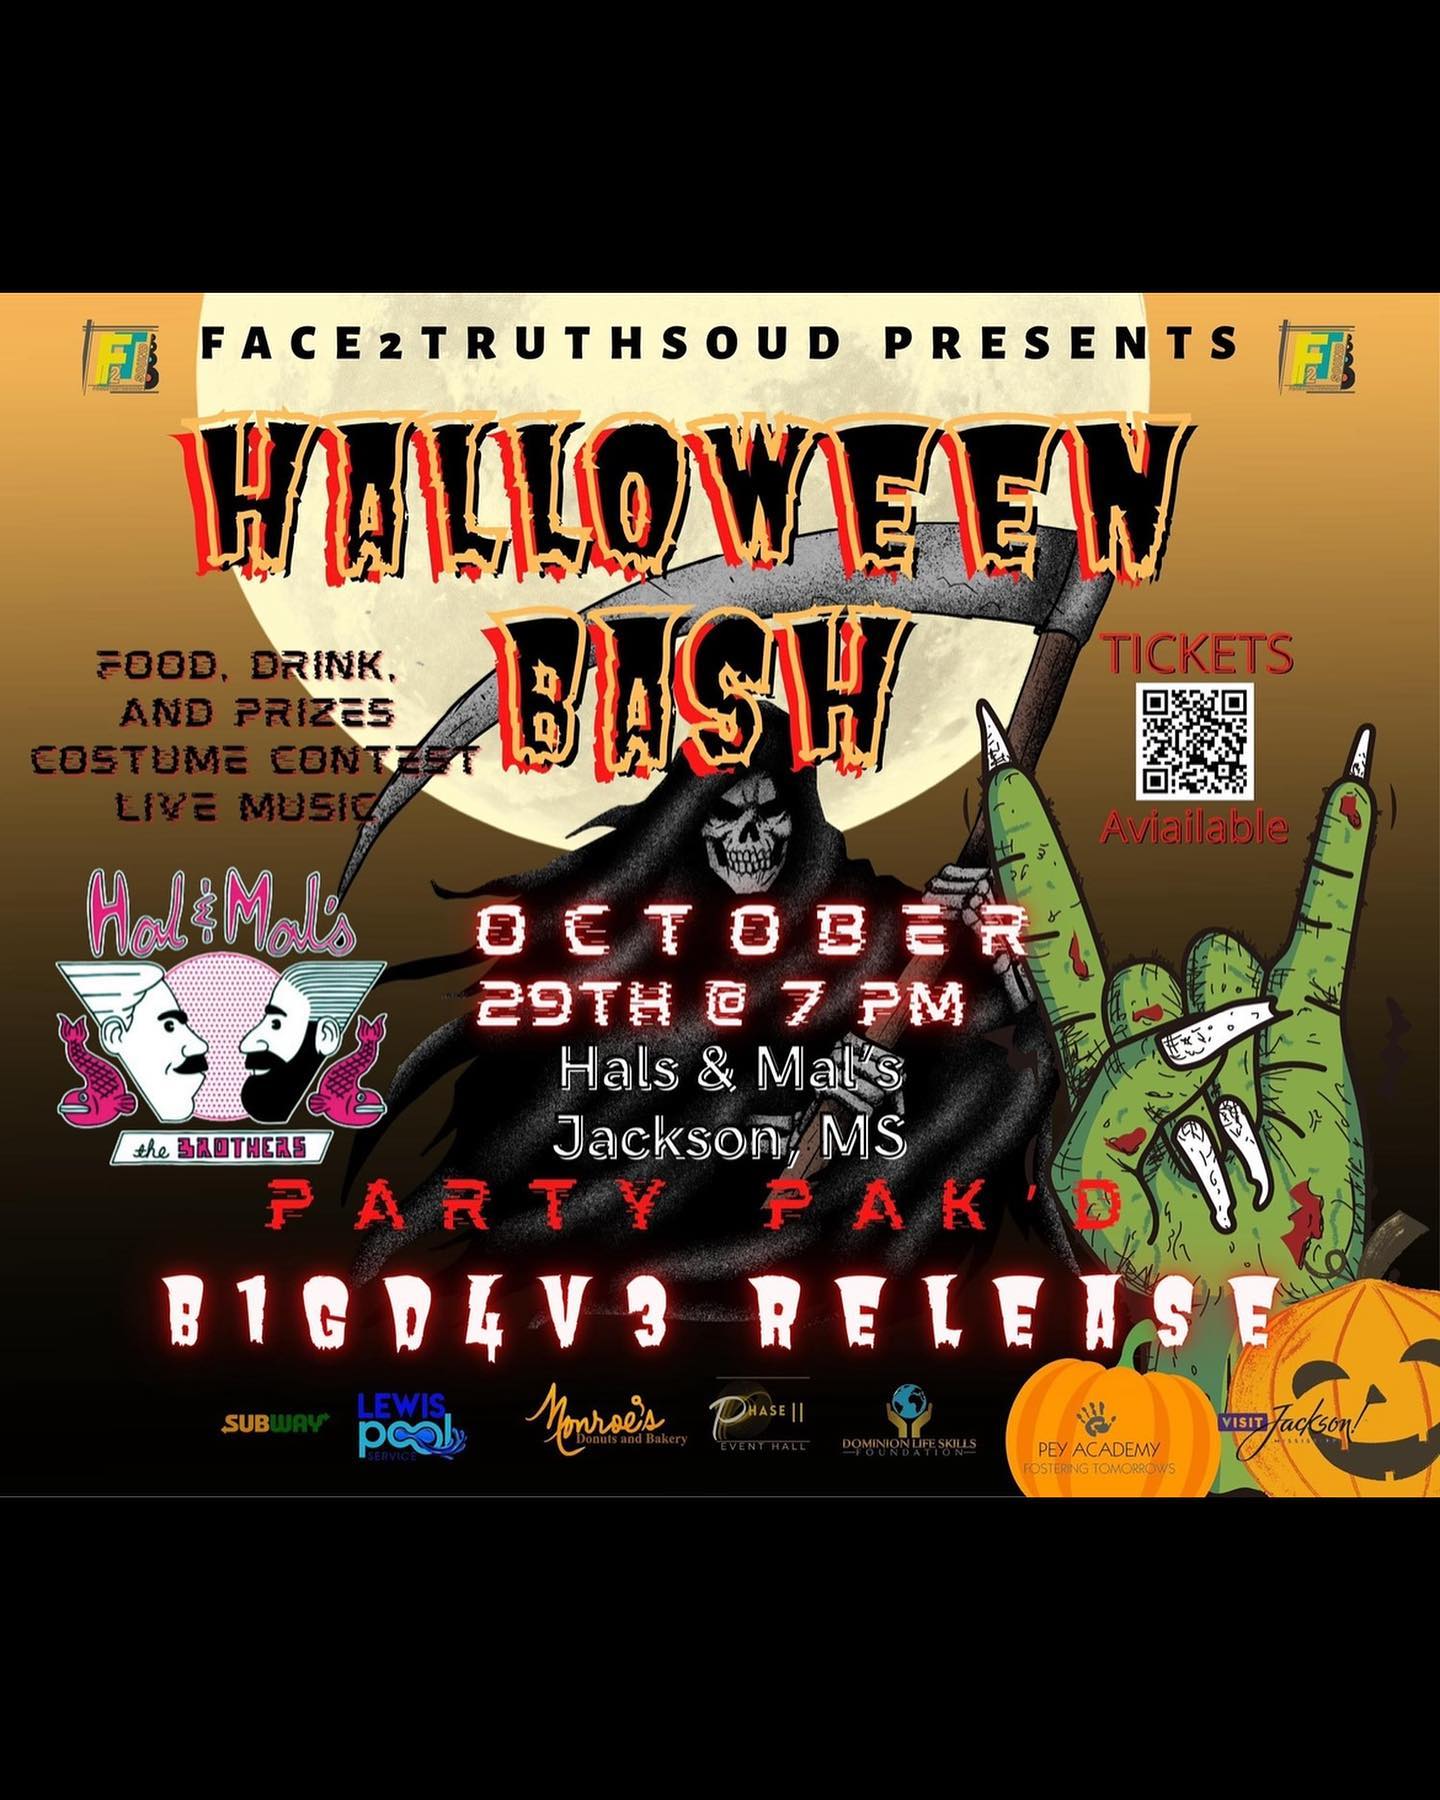 FACE2TRUTHSOUD PRESENTS
HALLOWEEN
BASH
FOOD, DRINK,
AND PRIZES
COSTUME CONTEST
LIVE MUSIC
TICKETS
Aviailable
Hal & Mal's
the BROTHERS
OCTOBER
29TH @ 7 PM
Hals & Mal's
Jackson, MS
PARTY PAK'D
B1GD4V3 RELEASE
SUBWAY
LEWIS
pool
SERVICE
Monroe's
Donuts and Bakery
PHASE II
EVENT HALL
DOMINION LIFE SKILLS
FOUNDATION
PEY ACADEMY
FOSTERING TOMORROWS
VISIT Jackson!